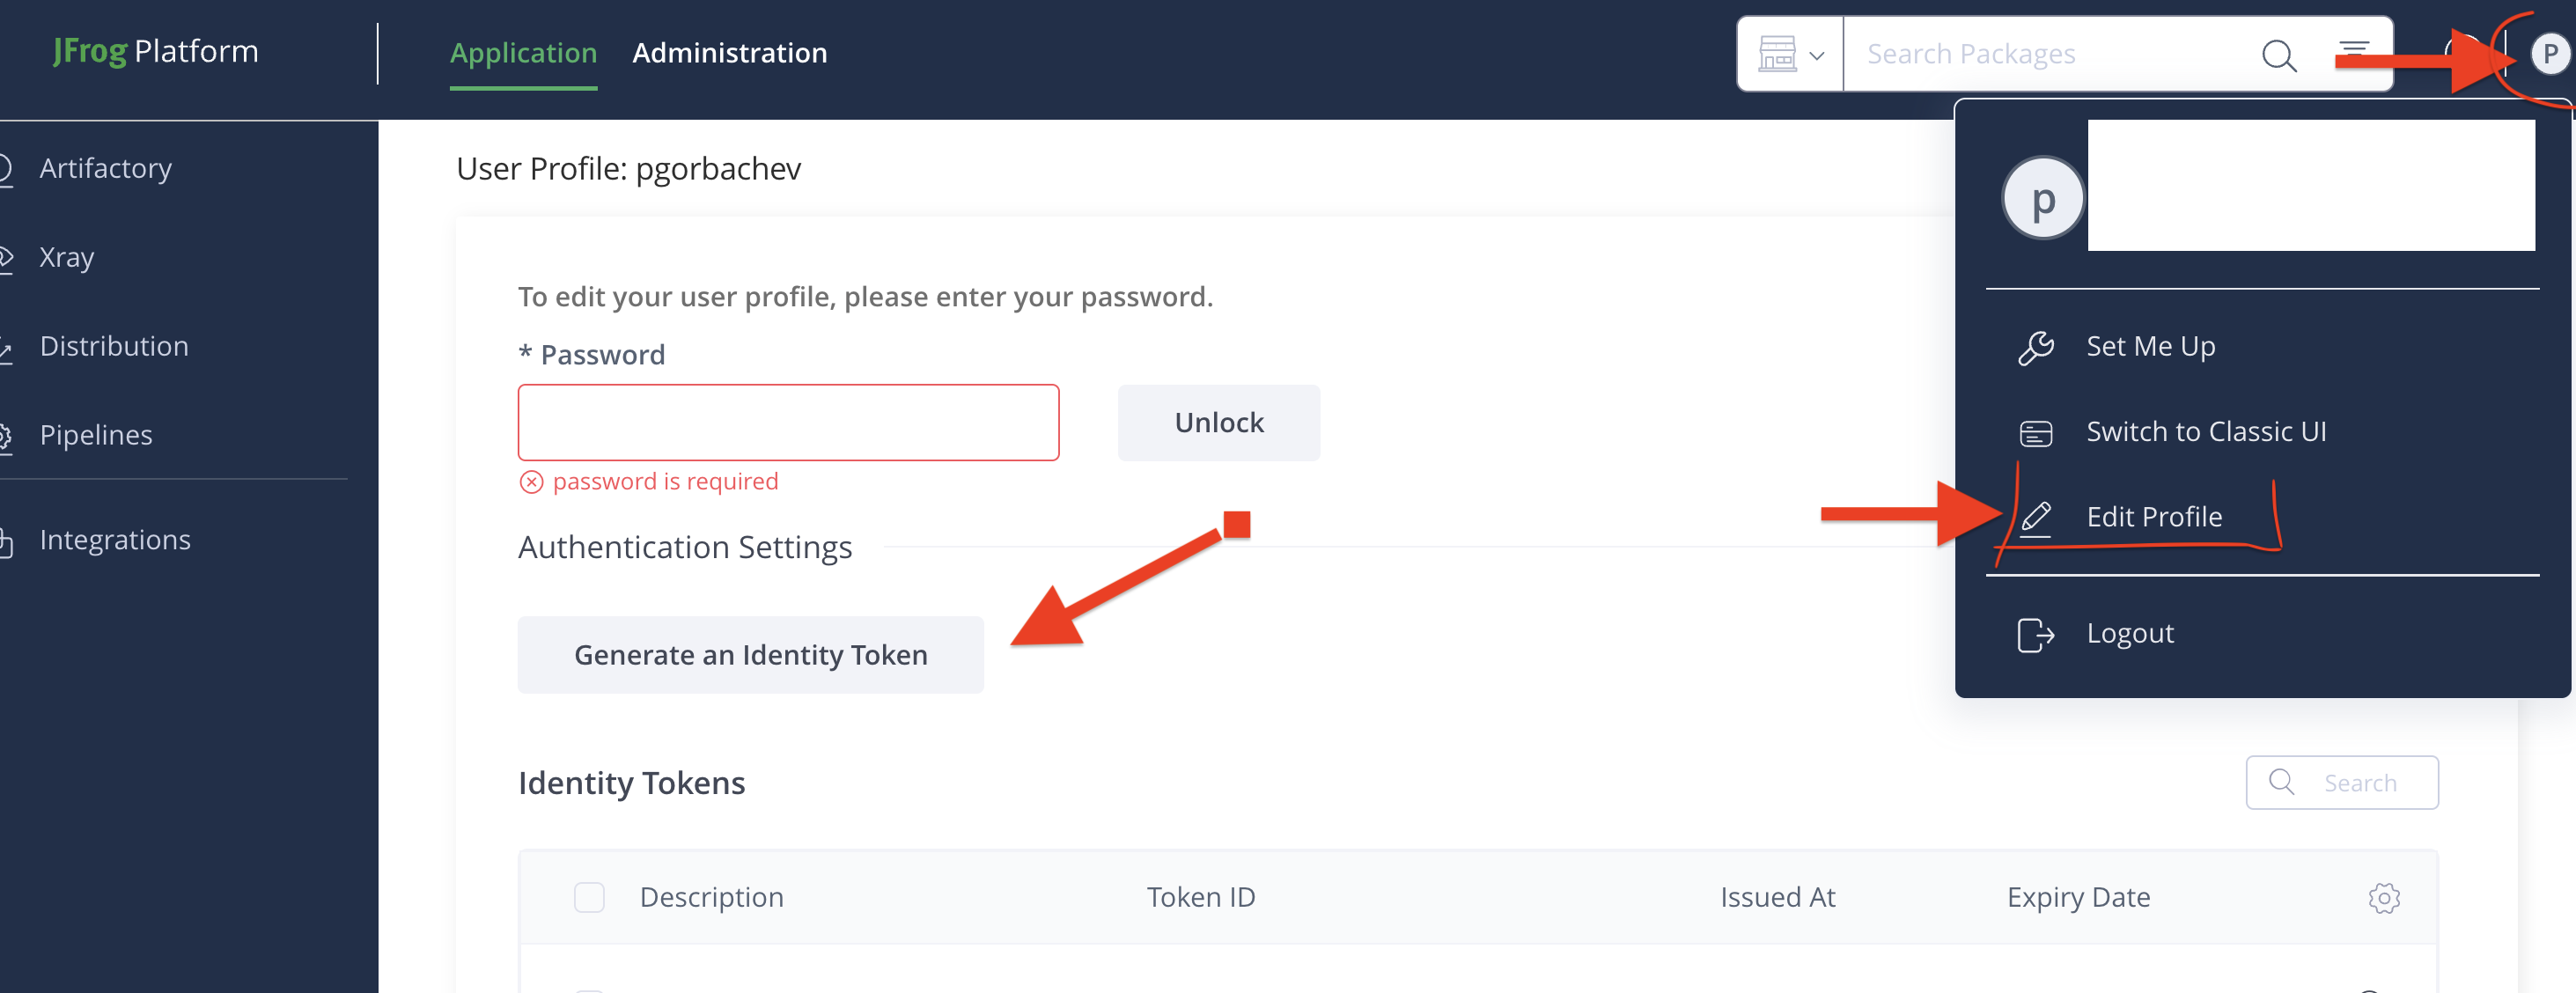 JFrog Platform
Application
Administration
Search Packages
P
Artifactory
Xray
Distribution
Pipelines
Integrations
User Profile: pgorbachev
To edit your user profile, please enter your password.
* Password
Unlock
password is required
Authentication Settings
Generate an Identity Token
p
Set Me Up
Switch to Classic UI
Edit Profile
Logout
Identity Tokens
Search
Description
Token ID
Issued At
Expiry Date